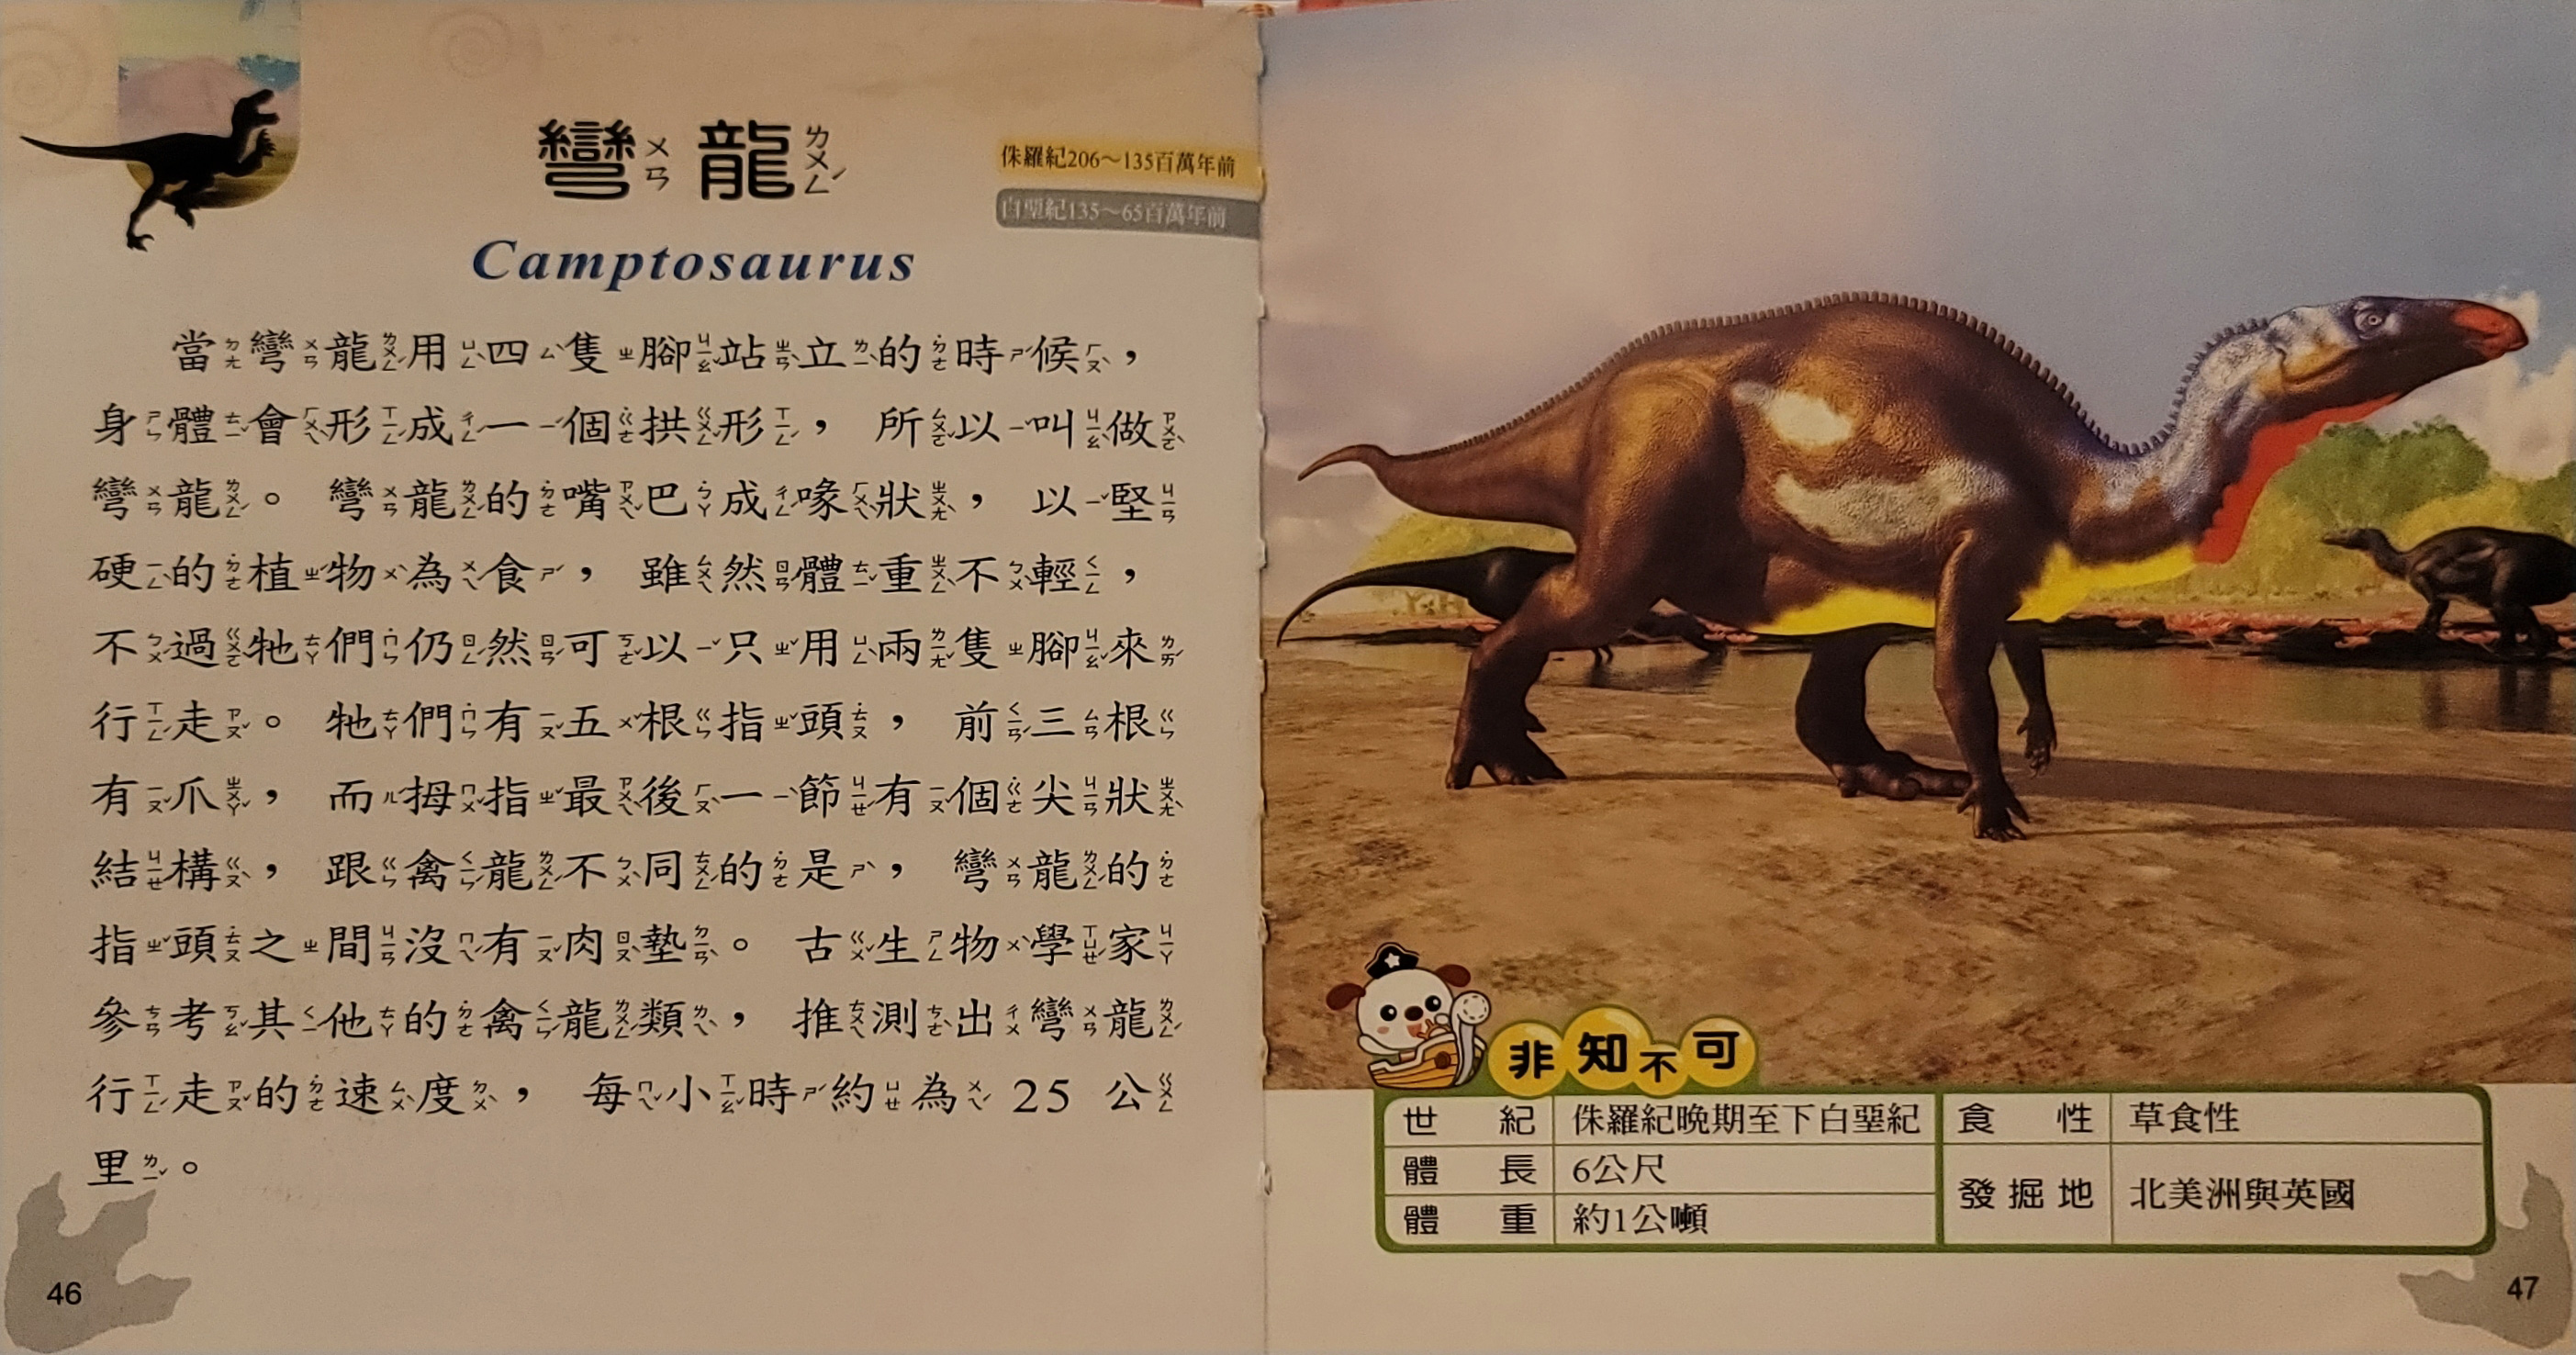 彎龍
ㄨㄢ ㄌㄨㄥˊ
侏羅紀206～135百萬年前
白堊紀135～65百萬年前
Camptosaurus
當彎龍用四隻腳站立的時候，
身體會形成一個拱形，所以叫做
彎龍。彎龍的嘴巴成喙狀，以堅
硬的植物為食，雖然體重不輕，
不過牠們仍然可以只用兩隻腳來
行走。牠們有五根指頭，前三根
有爪，而拇指最後一節有個尖狀
結構，跟禽龍不同的是，彎龍的
指頭之間沒有肉墊。古生物學家
參考其他的禽龍類，推測出彎龍
行走的速度，每小時約為25公
里。
46
非知不可
世紀 侏羅紀晚期至下白堊紀 食性 草食性
體長 6公尺
體重 約1公噸
發掘地 北美洲與英國
47